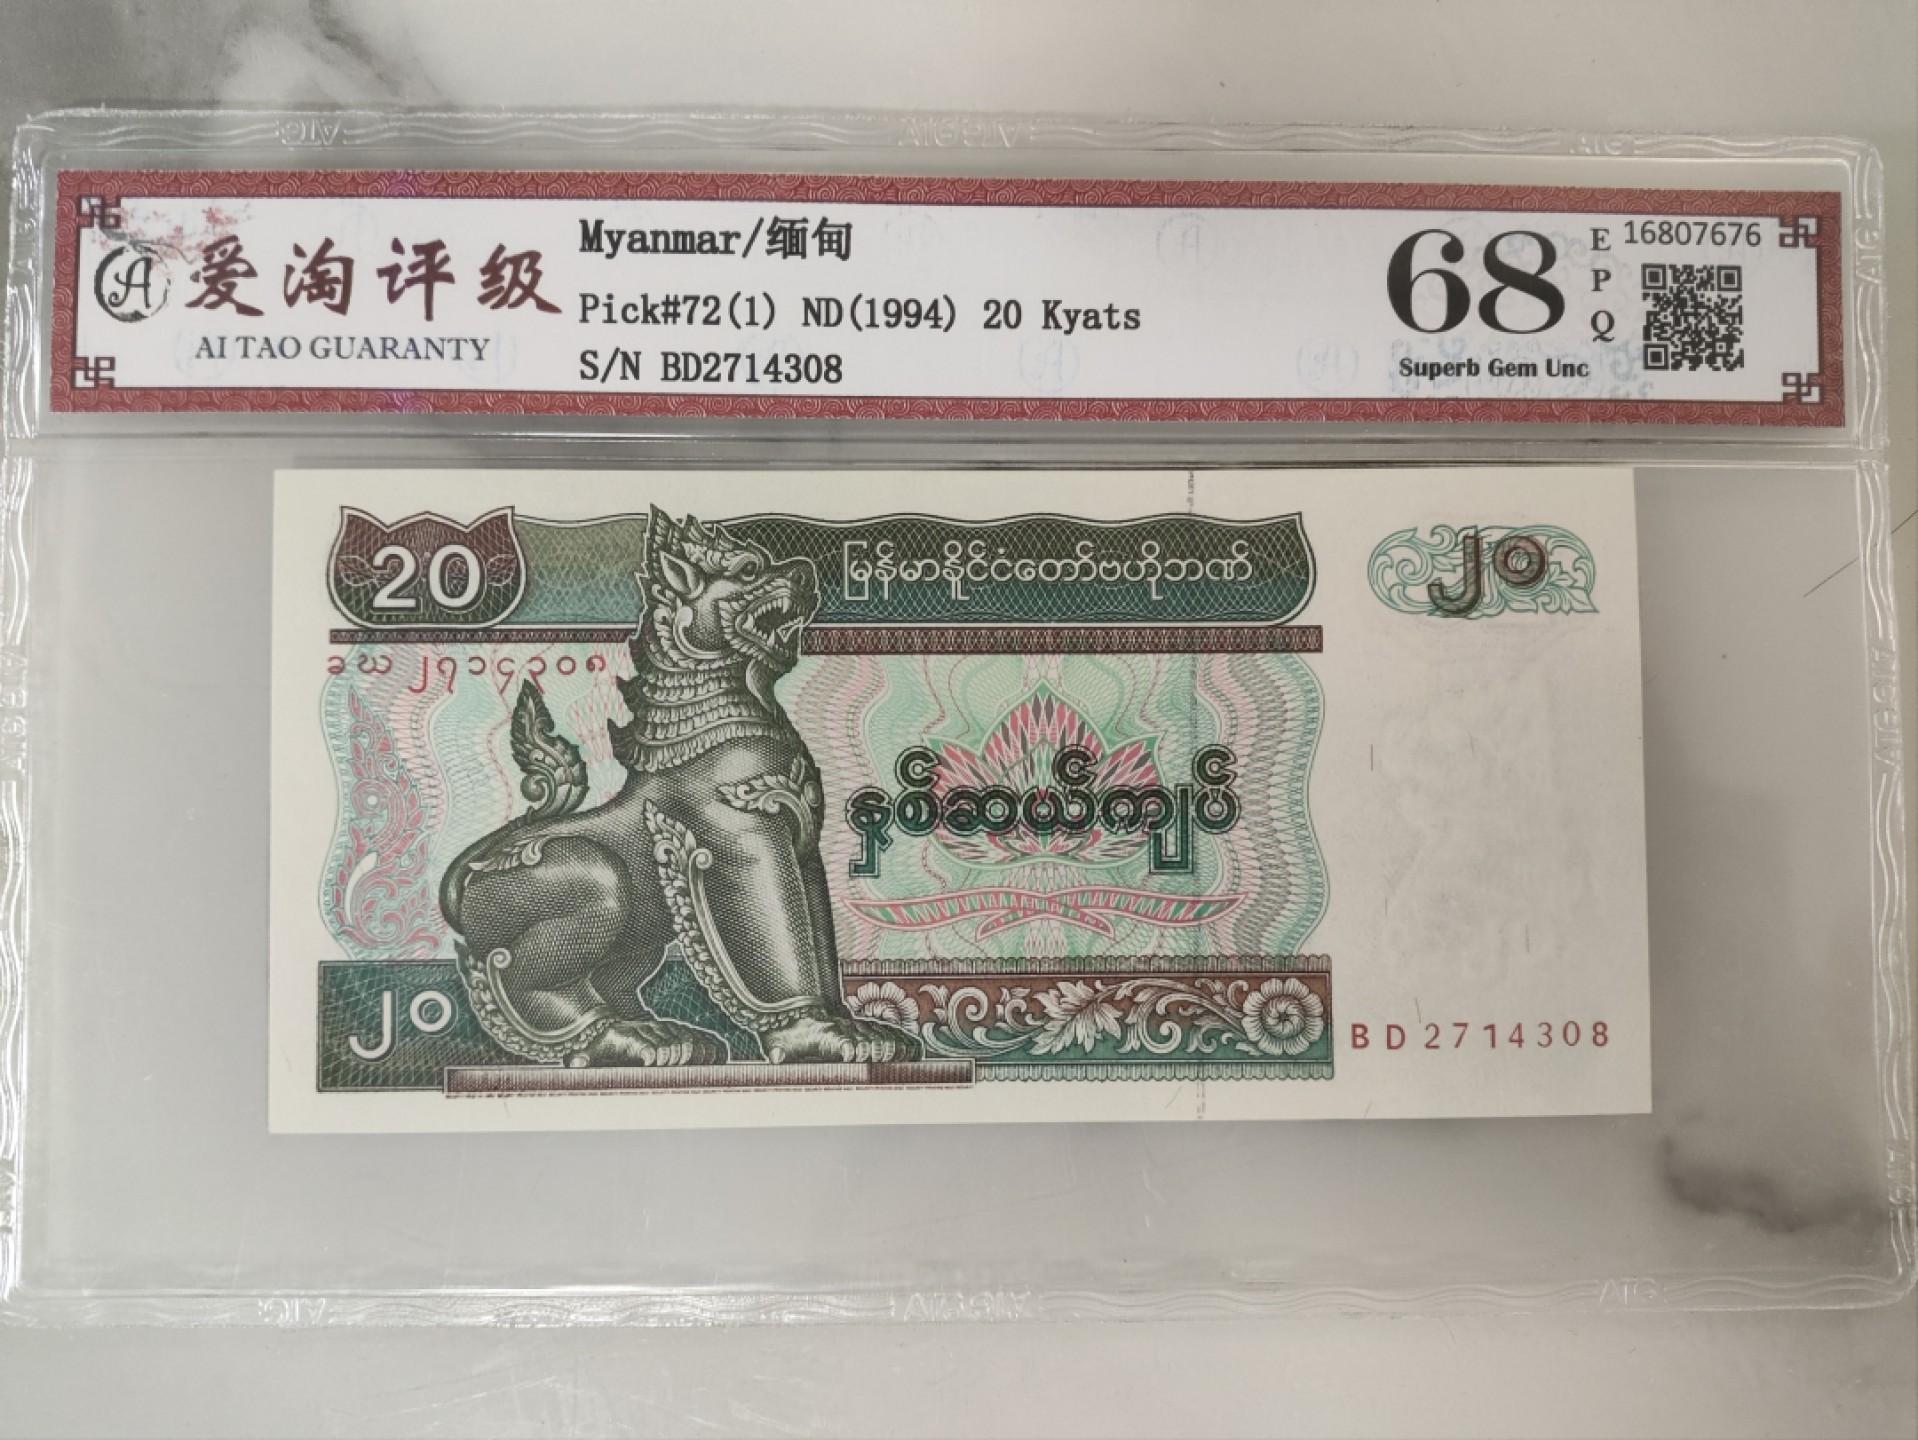 爱淘评级
AI TAO GUARANTY
Myanmar/缅甸
Pick#72(1) ND(1994) 20 Kyats
S/N BD2714308
68
EPQ
Superb Gem Unc
16807676
20
မြန်မာနိုင်ငံတော်ဗဟိုဘဏ်
၂၀
ခဃ ၂၇၁၄၃၀၈
နှစ်ဆယ်ကျပ်
၂၀
BD2714308